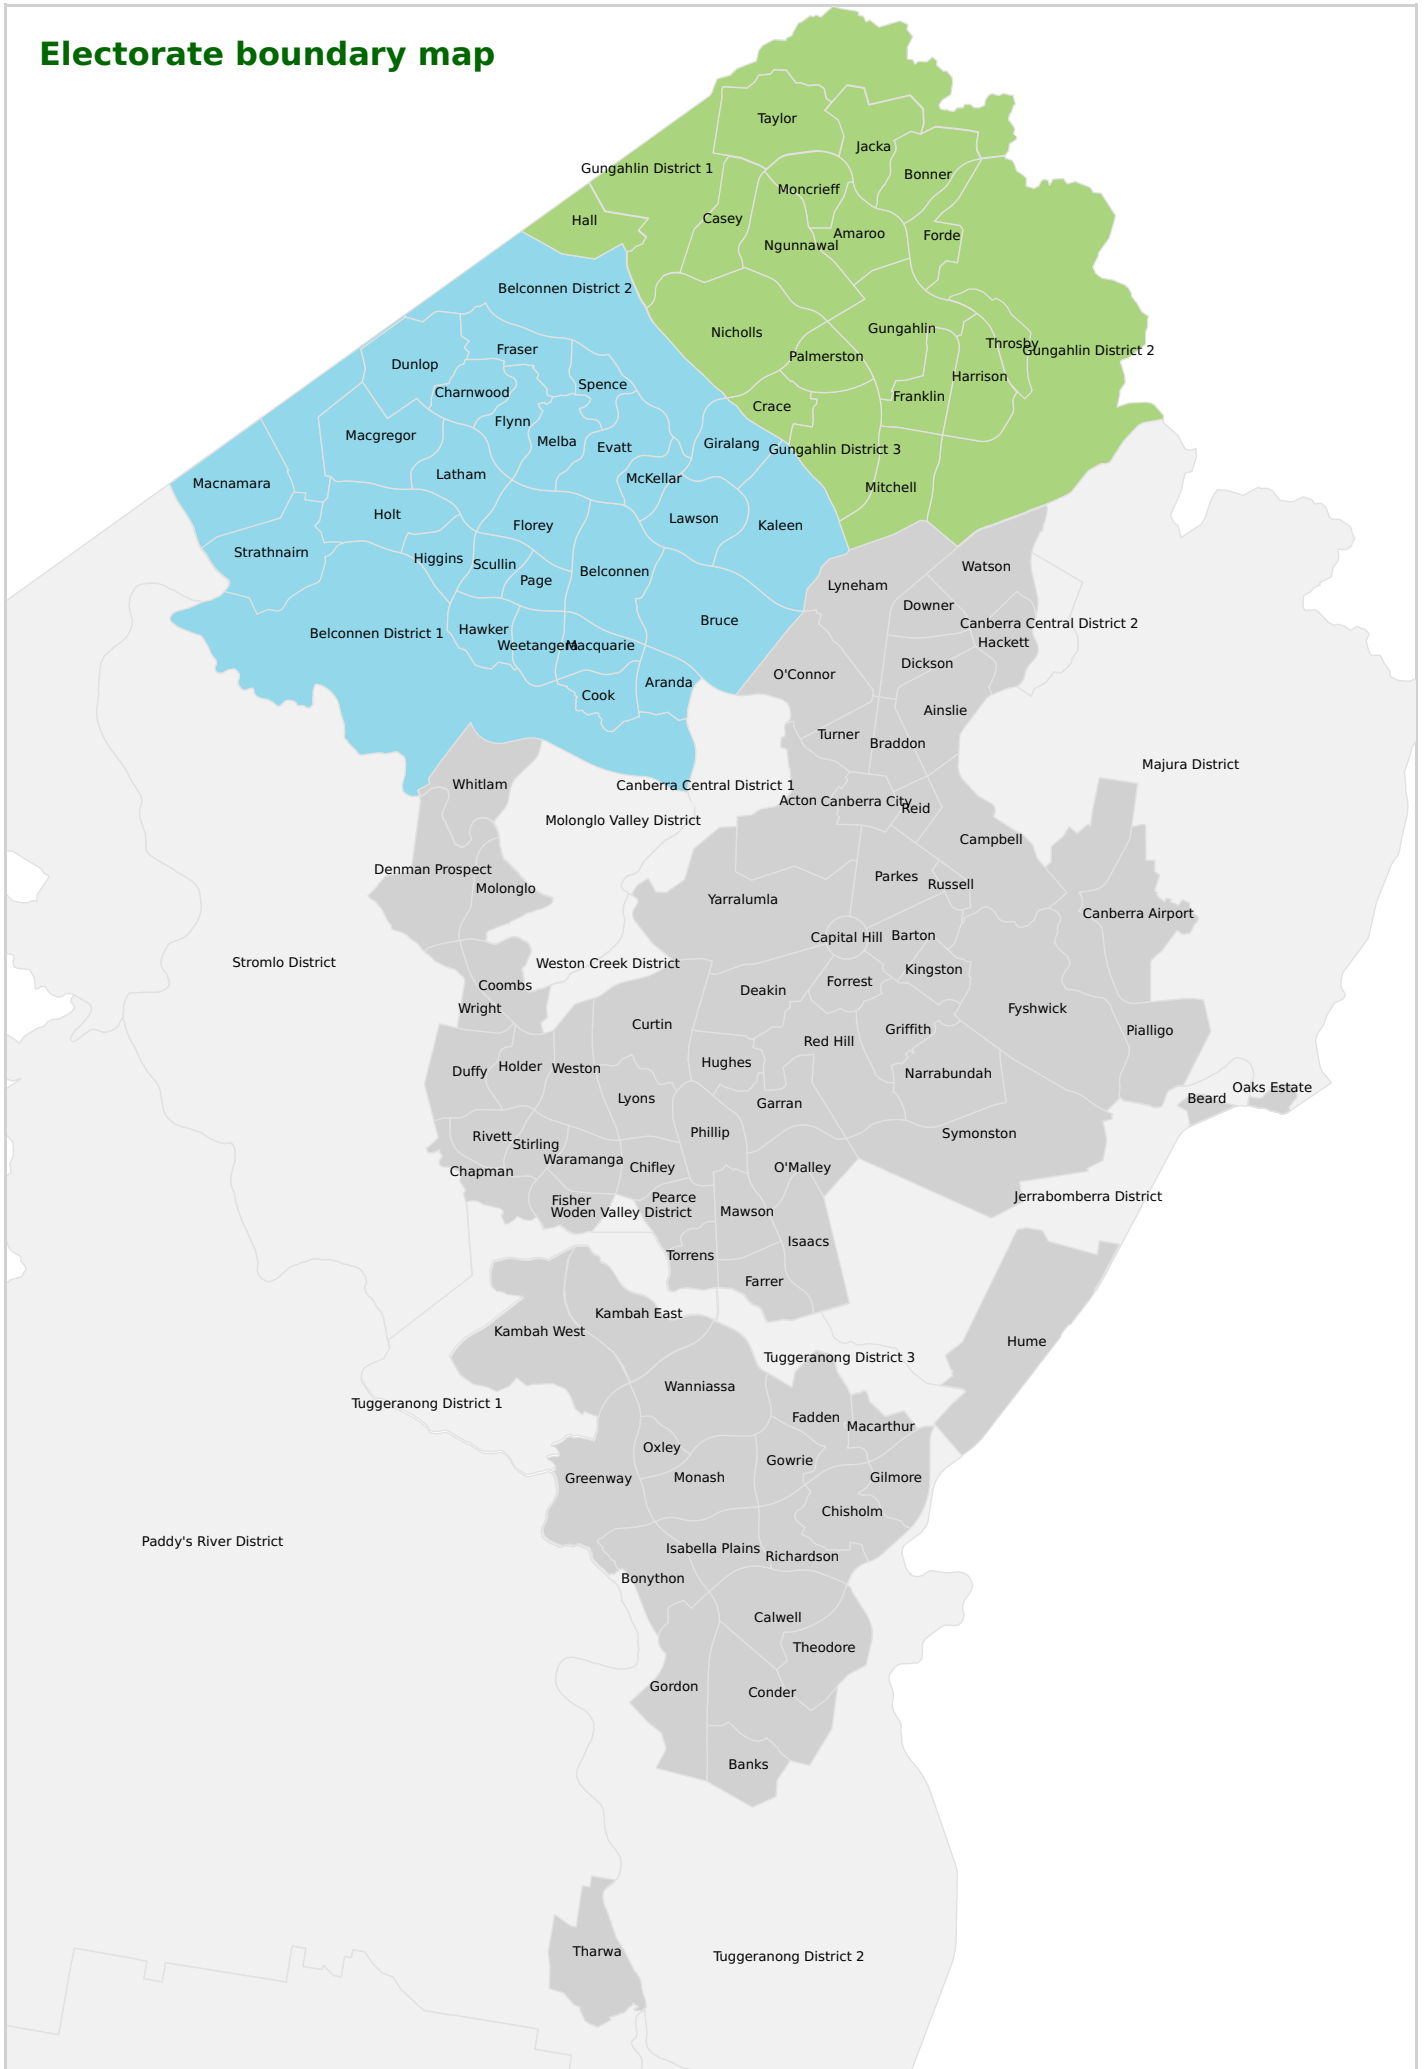 Electorate boundary map
Taylor
Jacka
Gungahlin District 1
Bonner
Moncrieff
Hall
Casey
Amaroo
Forde
Ngunnawal
Belconnen District 2
Nicholls
Gungahlin
Throsby
Gungahlin District 2
Fraser
Palmerston
Dunlop
Harrison
Spence
Charnwood
Franklin
Crace
Flynn
Macgregor
Melba
Evatt
Giralang
Gungahlin District 3
Latham
McKellar
Macnamara
Mitchell
Holt
Lawson
Florey
Kaleen
Strathnairn
Higgins
Scullin
Watson
Belconnen
Page
Lyneham
Downer
Bruce
Canberra Central District 2
Hawker
Belconnen District 1
Hackett
Weetangera
Macquarie
Dickson
O'Connor
Aranda
Cook
Ainslie
Turner
Braddon
Majura District
Whitlam
Canberra Central District 1
Acton
Canberra City
Reid
Molonglo Valley District
Campbell
Denman Prospect
Parkes
Russell
Molonglo
Yarralumla
Canberra Airport
Capital Hill
Barton
Stromlo District
Weston Creek District
Kingston
Forrest
Coombs
Deakin
Wright
Fyshwick
Curtin
Griffith
Pialligo
Red Hill
Hughes
Holder
Weston
Duffy
Narrabundah
Oaks Estate
Lyons
Beard
Garran
Phillip
Symonston
Rivett
Stirling
Waramanga
Chifley
O'Malley
Chapman
Jerrabomberra District
Pearce
Fisher
Woden Valley District
Mawson
Isaacs
Torrens
Farrer
Kambah East
Kambah West
Hume
Tuggeranong District 3
Wanniassa
Tuggeranong District 1
Fadden
Macarthur
Oxley
Gowrie
Greenway
Monash
Gilmore
Chisholm
Paddy's River District
Isabella Plains
Richardson
Bonython
Calwell
Theodore
Gordon
Conder
Banks
Tharwa
Tuggeranong District 2